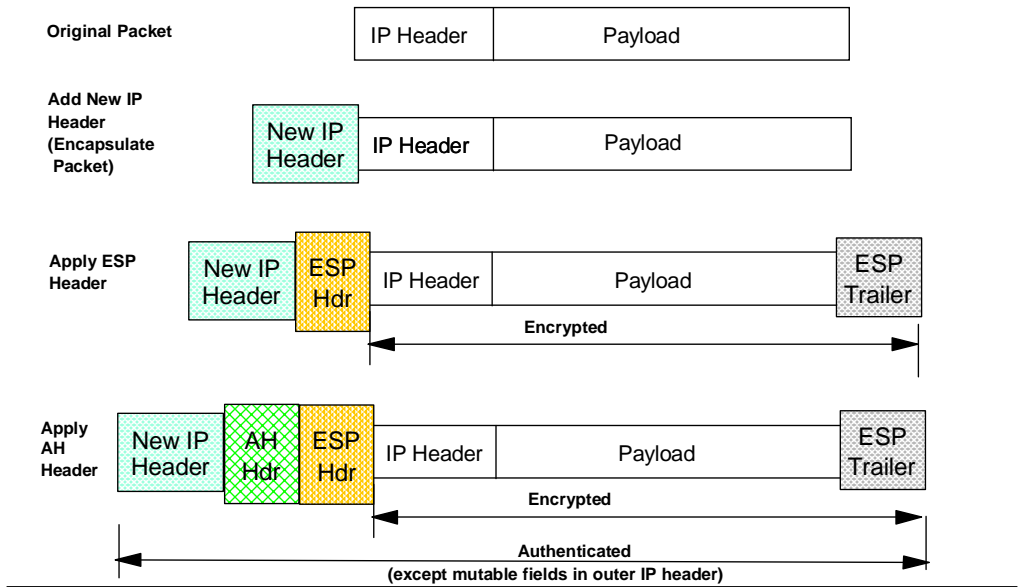 Original Packet
IP Header
Payload
Add New IP
Header
(Encapsulate
Packet)
New IP
Header
IP Header
Payload
Apply ESP
Header
New IP
Header
ESP
Hdr
IP Header
Payload
ESP
Trailer
Encrypted
Apply
AH
Header
New IP
Header
AH
Hdr
ESP
Hdr
IP Header
Payload
ESP
Trailer
Encrypted
Authenticated
(except mutable fields in outer IP header)